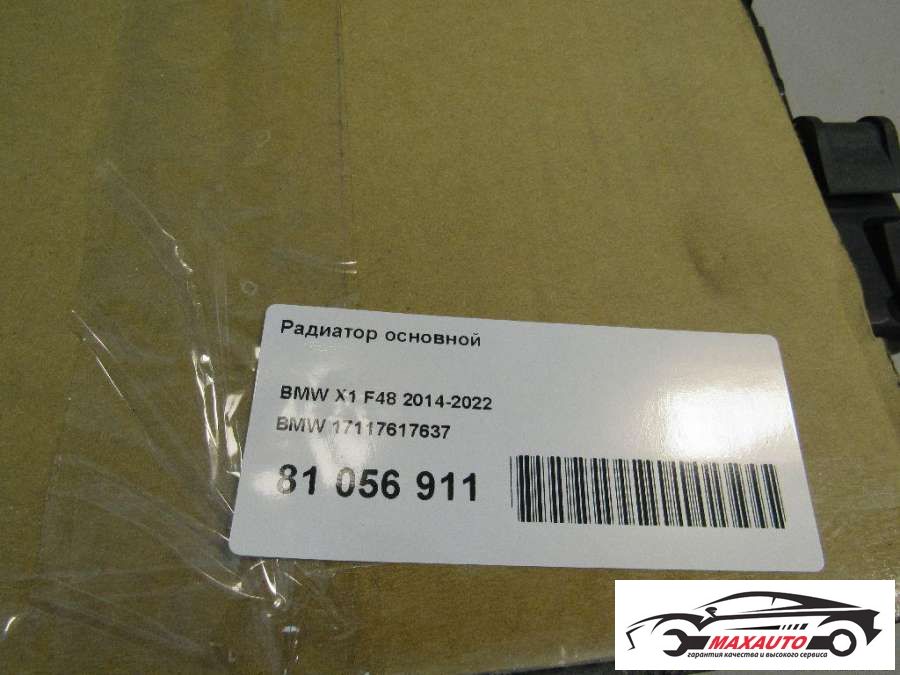 Радиатор основной
BMW X1 F48 2014-2022
BMW 17117617637
81 056 911
MAXAUTO
гарантия качества и высокого сервиса